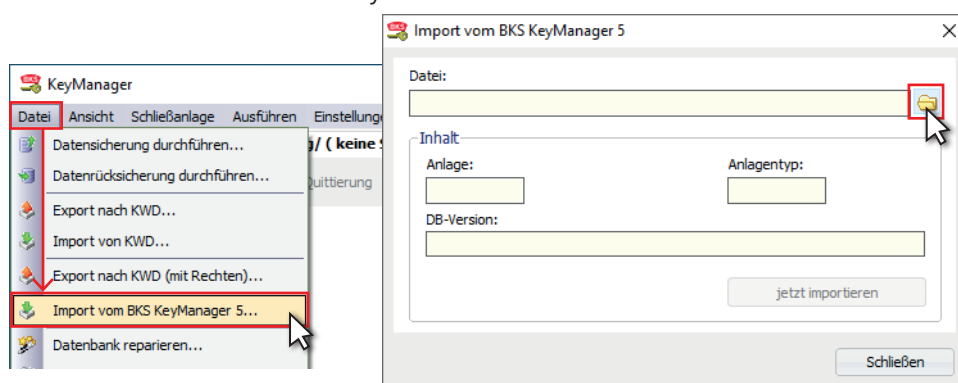 KeyManager
Datei Ansicht Schließanlage Ausführen
Datensicherung durchführen...
Datenrücksicherung durchführen...
Export nach KWD...
Import von KWD...
Export nach KWD (mit Rechten)...
Import vom BKS KeyManager 5...
Datenbank reparieren...
( keine
Import vom BKS KeyManager 5
Datei:
Inhalt
Anlage:
Anlagentyp:
DB-Version:
jetzt importieren
Schließen